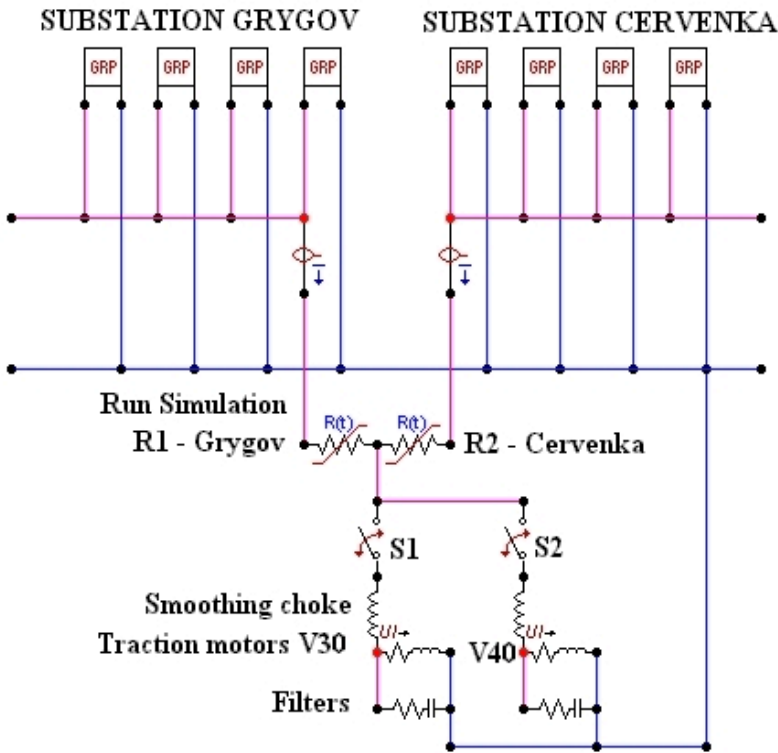 SUBSTATION GRYGOV
SUBSTATION CERVENKA
GRP GRP GRP GRP
GRP GRP GRP GRP
I
I
Run Simulation
R(t) R(t)
R1 - Grygov
R2 - Cervenka
S1
S2
Smoothing choke
UI
UI
Traction motors V30
V40
Filters